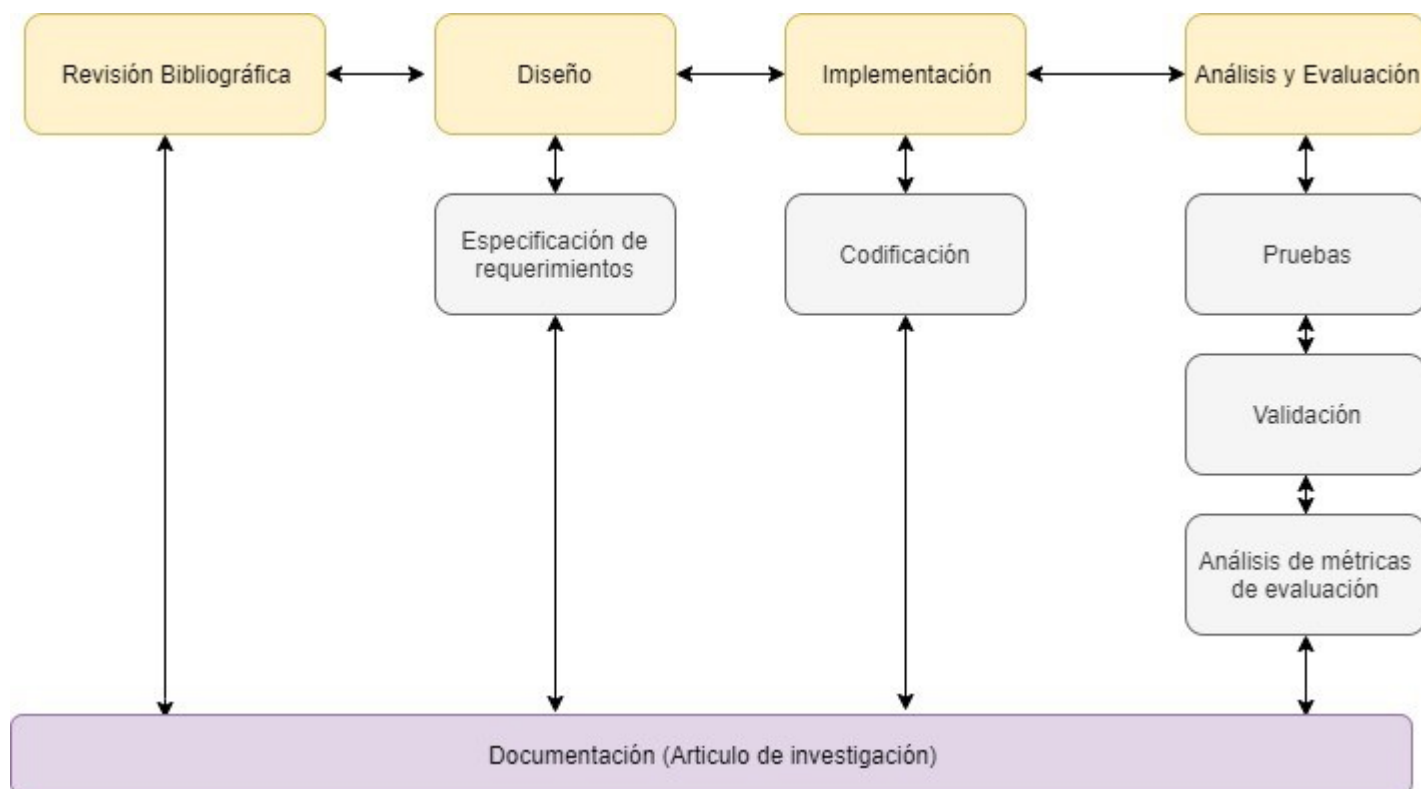 Revisión Bibliográfica
Diseño
Implementación
Análisis y Evaluación
Especificación de
requerimientos
Codificación
Pruebas
Validación
Análisis de métricas
de evaluación
Documentación (Articulo de investigación)